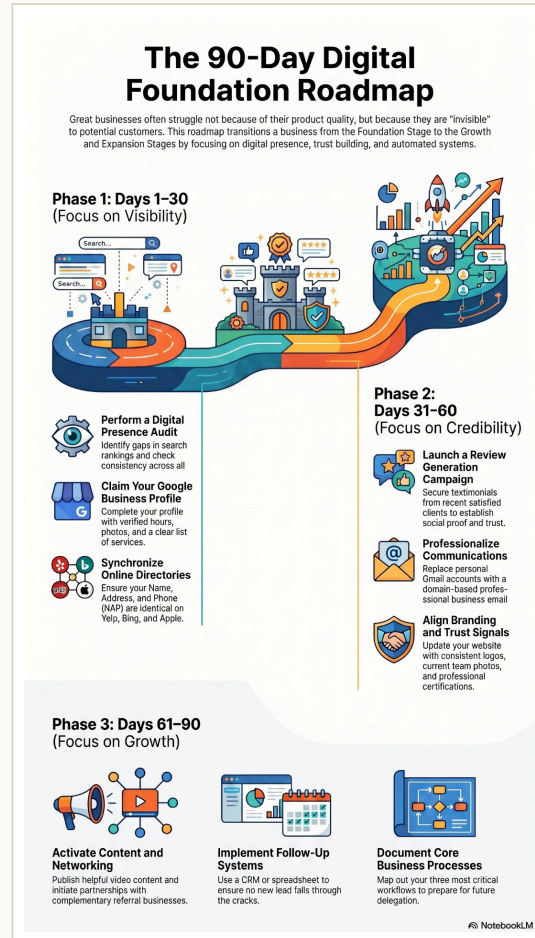 The 90-Day Digital
Foundation Roadmap
Great businesses often struggle not because of their product quality, but because they are "invisible"
to potential customers. This roadmap transitions a business from the Foundation Stage to the Growth
and Expansion Stages by focusing on digital presence, trust building, and automated systems.
Phase 1: Days 1–30
(Focus on Visibility)
Search...
Search...
Perform a Digital
Presence Audit
Identify gaps in search
rankings and check
consistency across all
Claim Your Google
Business Profile
Complete your profile
with verified hours,
photos, and a clear list
of services.
G
Synchronize
Online Directories
Ensure your Name,
Address, and Phone
(NAP) are identical on
Yelp, Bing, and Apple.
Phase 2:
Days 31–60
(Focus on Credibility)
Launch a Review
Generation
Campaign
Secure testimonials
from recent satisfied
clients to establish
social proof and trust.
@
Professionalize
Communications
Replace personal
Gmail accounts with a
domain-based profes-
sional business email
Align Branding
and Trust Signals
Update your website
with consistent logos,
current team photos,
and professional
certifications.
Phase 3: Days 61–90
(Focus on Growth)
Activate Content and
Networking
Publish helpful video content and
initiate partnerships with
complementary referral businesses.
Implement Follow-Up
Systems
Use a CRM or spreadsheet to
ensure no new lead falls through
the cracks.
Document Core
Business Processes
Map out your three most critical
workflows to prepare for future
delegation.
NotebookLM